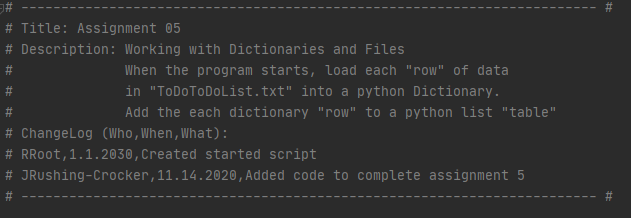 # ------------------------------------------------------------------------ #
# Title: Assignment 05
# Description: Working with Dictionaries and Files
#              When the program starts, load each "row" of data
#              in "ToDoToDoList.txt" into a python Dictionary.
#              Add the each dictionary "row" to a python list "table"
# ChangeLog (Who,When,What):
# RRoot,1.1.2030,Created started script
# JRushing-Crocker,11.14.2020,Added code to complete assignment 5
# ------------------------------------------------------------------------ #